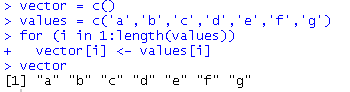 > vector = c()
> values = c('a','b','c','d','e','f','g')
> for (i in 1:length(values))
+   vector[i] <- values[i]
> vector
[1] "a" "b" "c" "d" "e" "f" "g"